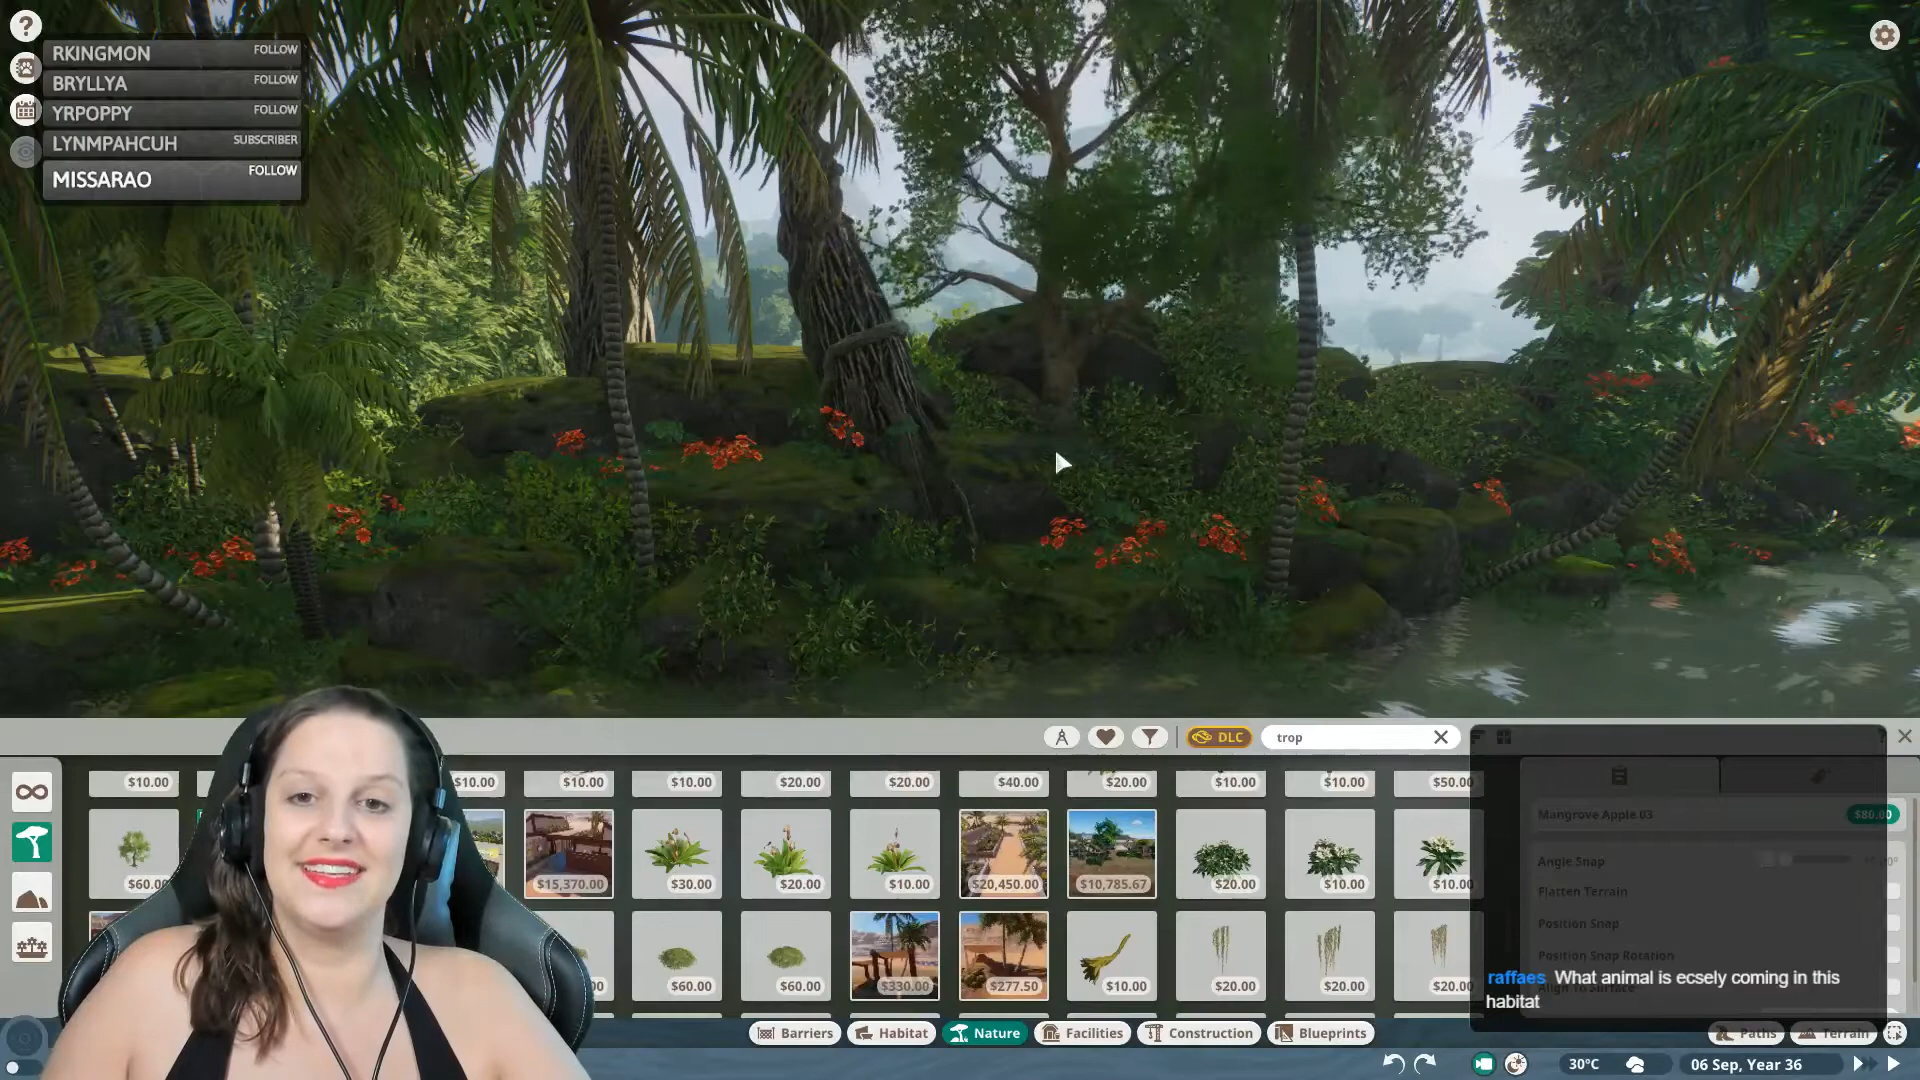 ?
RKINGMON FOLLOW
BRYLLYA FOLLOW
YRPOPPY FOLLOW
LYNMPAHCUH SUBSCRIBER
MISSARAO FOLLOW
DLC
trop
$10.00 $10.00 $10.00 $10.00 $20.00 $20.00 $40.00 $20.00 $10.00 $10.00 $50.00
$15,370.00 $30.00 $20.00 $10.00 $20,450.00 $10,785.67 $20.00 $10.00 $10.00
$60.00 $60.00 $330.00 $277.50 $10.00 $20.00 $20.00 $20.00
Mangrove Apple 03 $80.00
Angle Snap
Flatten Terrain
Position Snap
Position Snap Rotation
raffaes What animal is ecsely coming in this
habitat
Barriers Habitat Nature Facilities Construction Blueprints Paths Terrain
30°C 06 Sep, Year 36